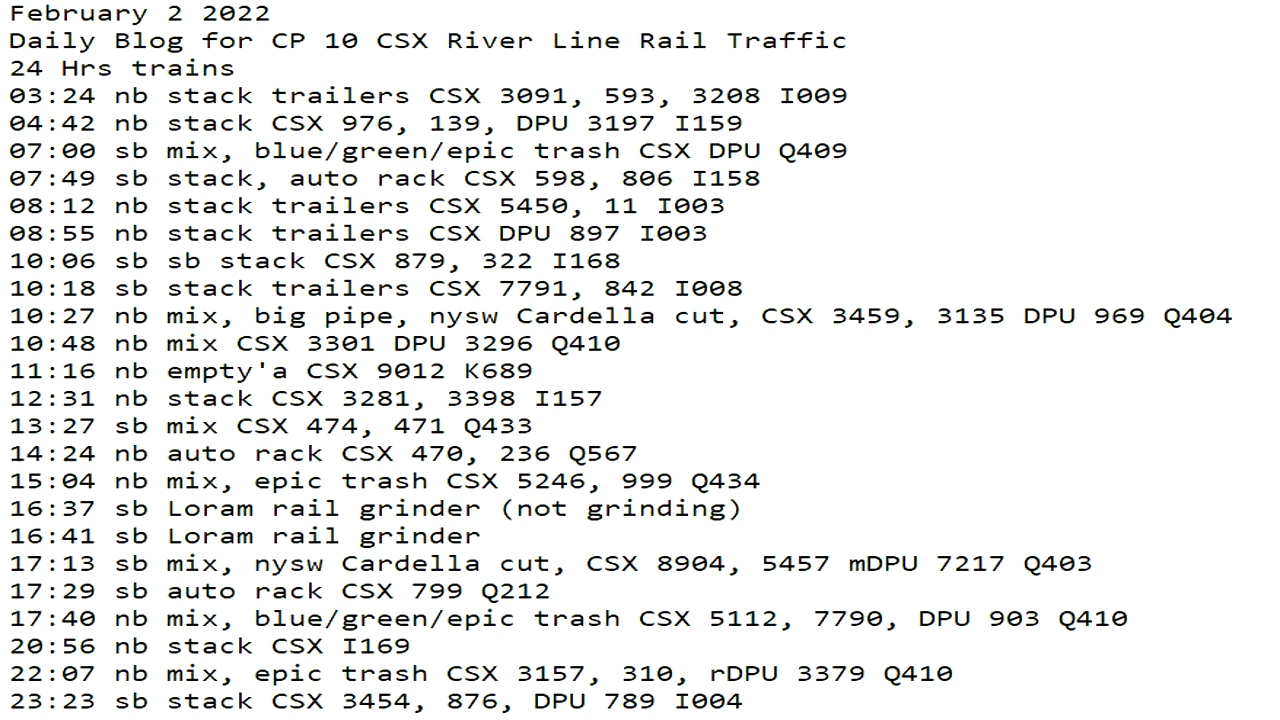 February 2 2022
Daily Blog for CP 10 CSX River Line Rail Traffic
24 Hrs trains
03:24 nb stack trailers CSX 3091, 593, 3208 I009
04:42 nb stack CSX 976, 139, DPU 3197 I159
07:00 sb mix, blue/green/epic trash CSX DPU Q409
07:49 sb stack, auto rack CSX 598, 806 I158
08:12 nb stack trailers CSX 5450, 11 I003
08:55 nb stack trailers CSX DPU 897 I003
10:06 sb sb stack CSX 879, 322 I168
10:18 sb stack trailers CSX 7791, 842 I008
10:27 nb mix, big pipe, nysw Cardella cut, CSX 3459, 3135 DPU 969 Q404
10:48 nb mix CSX 3301 DPU 3296 Q410
11:16 nb empty'a CSX 9012 K689
12:31 nb stack CSX 3281, 3398 I157
13:27 sb mix CSX 474, 471 Q433
14:24 nb auto rack CSX 470, 236 Q567
15:04 nb mix, epic trash CSX 5246, 999 Q434
16:37 sb Loram rail grinder (not grinding)
16:41 sb Loram rail grinder
17:13 sb mix, nysw Cardella cut, CSX 8904, 5457 mDPU 7217 Q403
17:29 sb auto rack CSX 799 Q212
17:40 nb mix, blue/green/epic trash CSX 5112, 7790, DPU 903 Q410
20:56 nb stack CSX I169
22:07 nb mix, epic trash CSX 3157, 310, rDPU 3379 Q410
23:23 sb stack CSX 3454, 876, DPU 789 I004